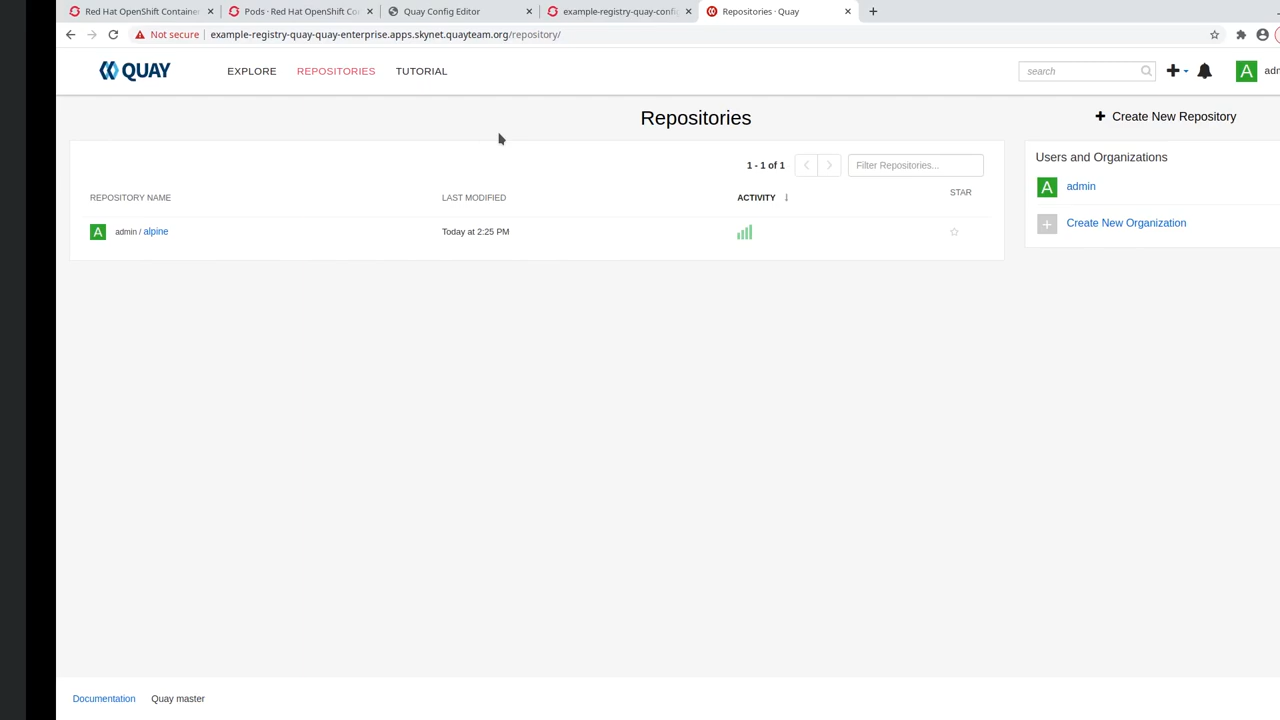 Red Hat OpenShift Container
Pods · Red Hat OpenShift Co
Quay Config Editor
example-registry-quay-config
Repositories · Quay
Not secure
example-registry-quay-quay-enterprise.apps.skynet.quayteam.org/repository/
QUAY
EXPLORE
REPOSITORIES
TUTORIAL
search
A
adm
Repositories
Create New Repository
1 - 1 of 1
Filter Repositories...
REPOSITORY NAME
LAST MODIFIED
ACTIVITY
STAR
A
admin / alpine
Today at 2:25 PM
Users and Organizations
A
admin
Create New Organization
Documentation
Quay master